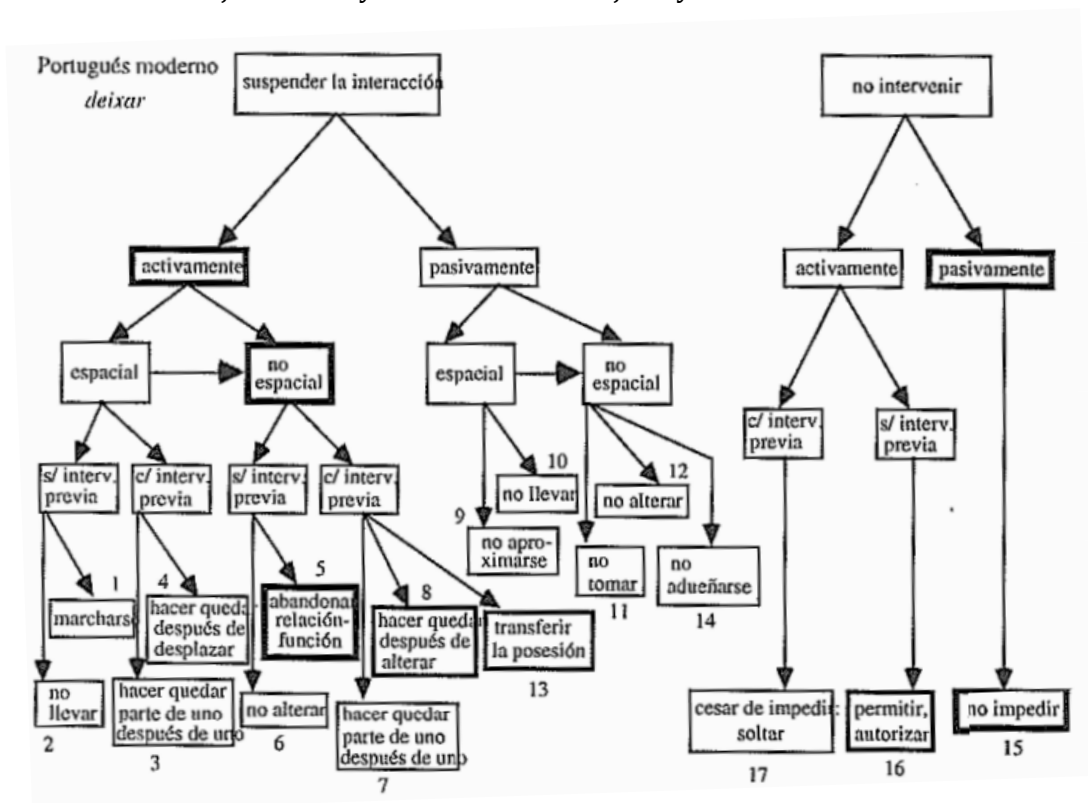 Portugués moderno
deixar
suspender la interacción
no intervenir
activamente
pasivamente
activamente
pasivamente
espacial
no
espacial
espacial
no
espacial
c/ interv.
previa
s/ interv.
previa
s/ interv.
previa
c/ interv.
previa
s/ interv.
previa
c/ interv.
previa
10
no llevar
12
no alterar
9
no apro-
ximarse
no
tomar
11
no
adueñarse
14
1
marchars
4
hacer queda
después de
desplazar
5
abandonar
relación-
función
8
hacer quedar
después de
alterar
transferir
la posesión
13
no
llevar
2
hacer quedar
parte de uno
después de uno
3
no alterar
6
hacer quedar
parte de uno
después de uno
7
cesar de impedir:
soltar
17
permitir,
autorizar
16
no impedir
15